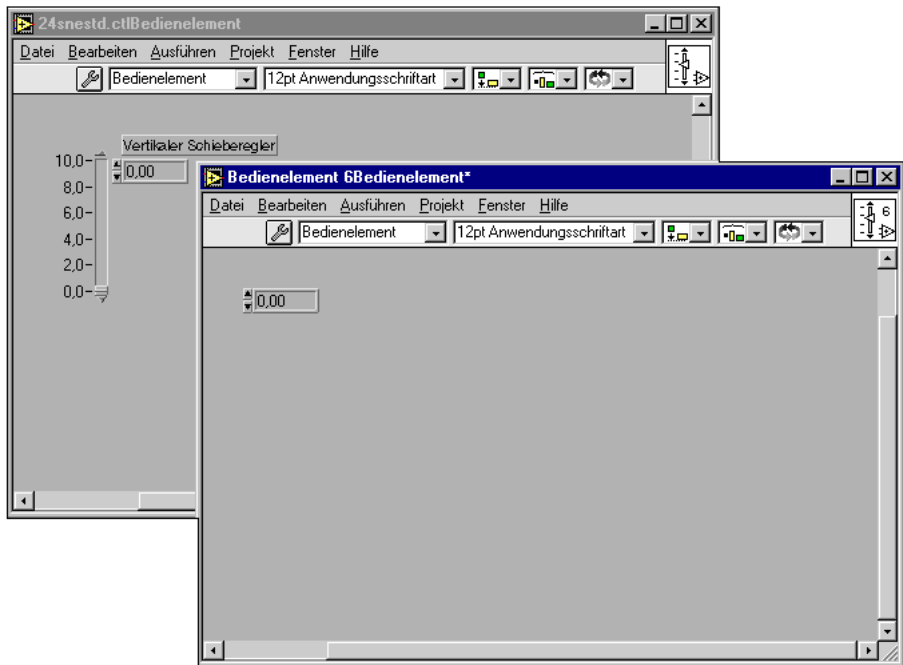 24snestd.ctlBedienelement
Datei Bearbeiten Ausführen Projekt Fenster Hilfe
Bedienelement 12pt Anwendungsschriftart
Vertikaler Schieberegler
10,0
0,00
8,0
6,0
4,0
2,0
0,0
Bedienelement 6Bedienelement*
Datei Bearbeiten Ausführen Projekt Fenster Hilfe
6
Bedienelement 12pt Anwendungsschriftart
0,00